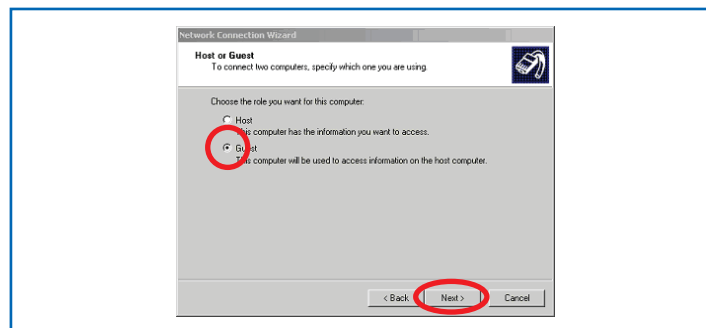 Network Connection Wizard
Host or Guest
To connect two computers, specify which one you are using.
Choose the role you want for this computer:
Host
This computer has the information you want to access.
Guest
This computer will be used to access information on the host computer.
< Back
Next >
Cancel